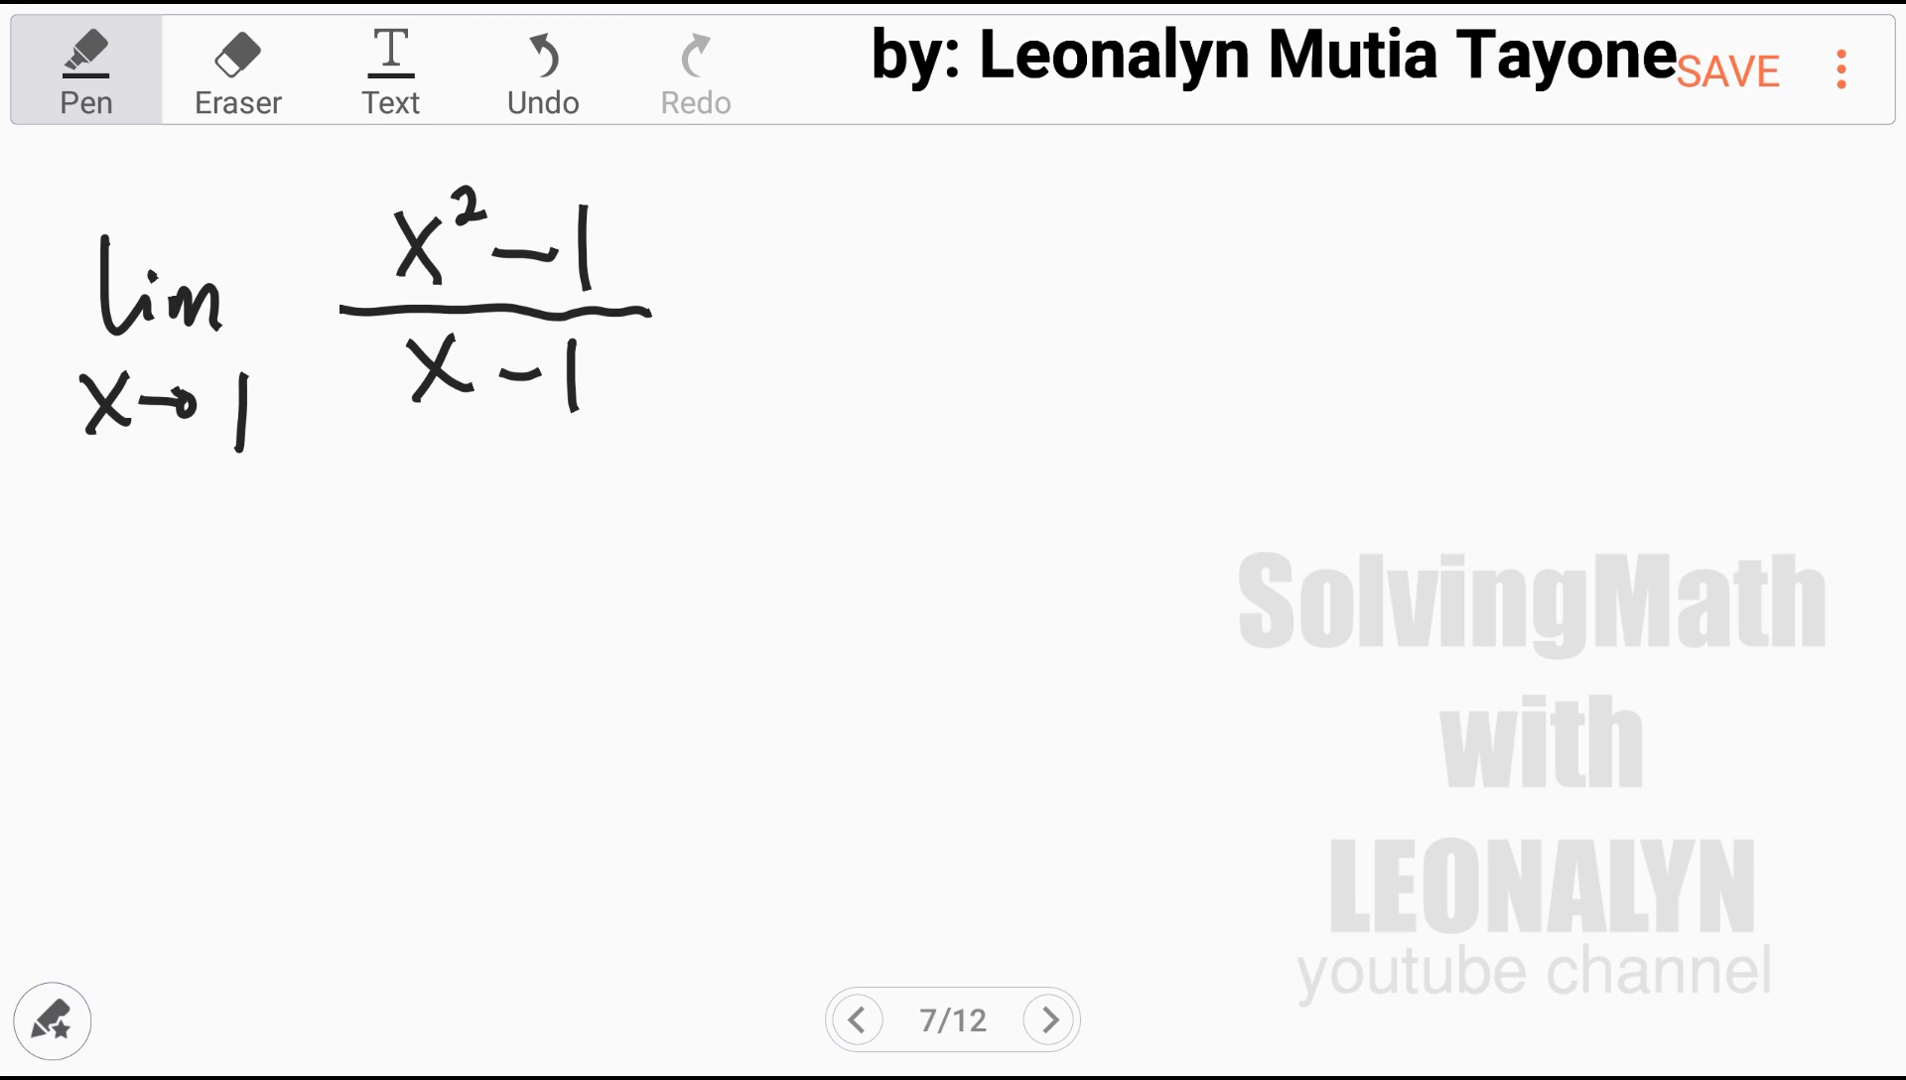 by: Leonalyn Mutia Tayone
Pen Eraser Text Undo Redo SAVE
lim x→1 x² - 1 / x - 1
SolvingMath
with
LEONALYN
youtube channel
7/12